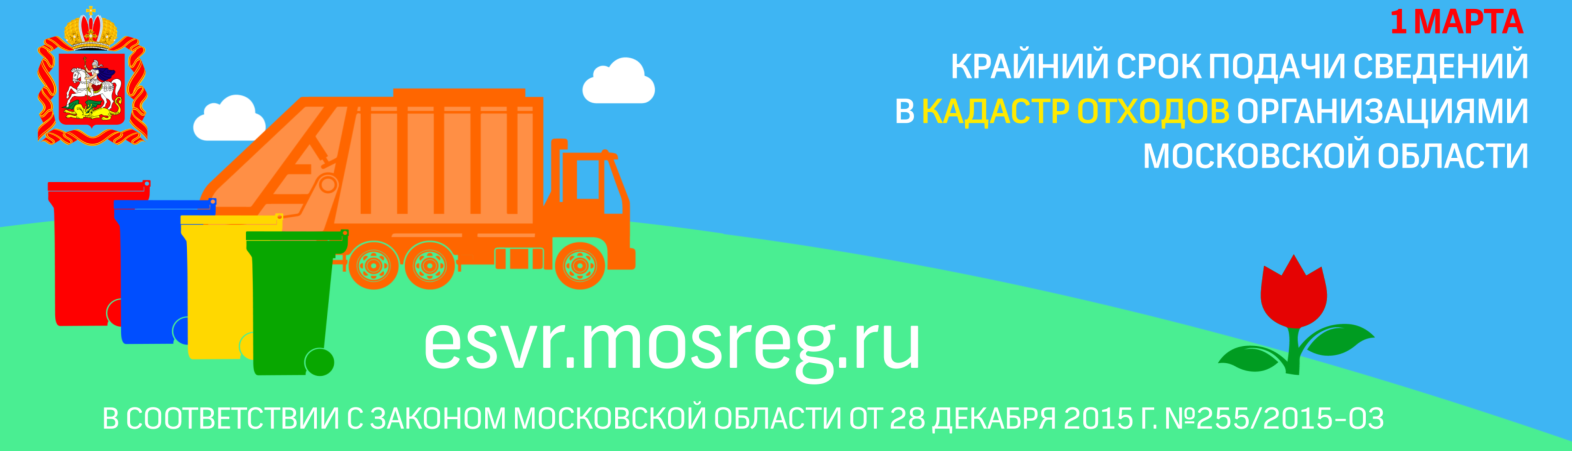 1 МАРТА
КРАЙНИЙ СРОК ПОДАЧИ СВЕДЕНИЙ
В КАДАСТР ОТХОДОВ ОРГАНИЗАЦИЯМИ
МОСКОВСКОЙ ОБЛАСТИ
esvr.mosreg.ru
В СООТВЕТСТВИИ С ЗАКОНОМ МОСКОВСКОЙ ОБЛАСТИ ОТ 28 ДЕКАБРЯ 2015 Г. №255/2015-ОЗ